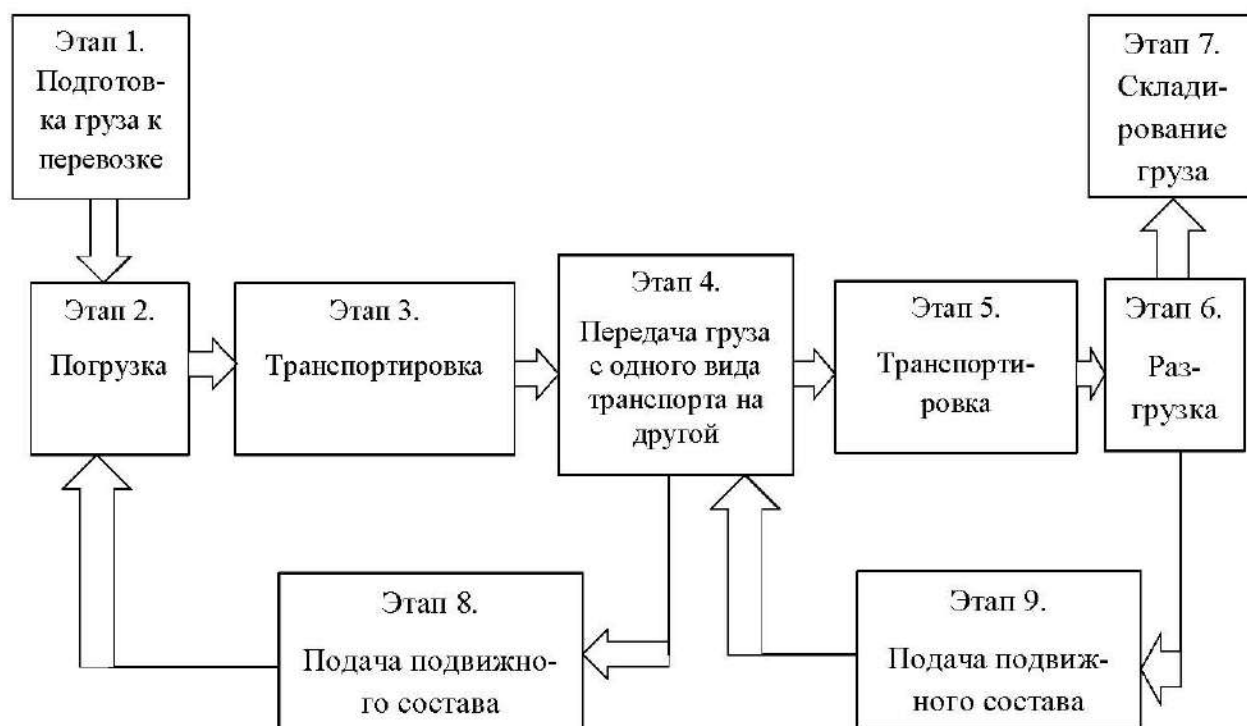 Этап 1.
Подготов-
ка груза к
перевозке
Этап 7.
Склади-
рование
груза
Этап 2.
Погрузка
Этап 3.
Транспортировка
Этап 4.
Передача груза
с одного вида
транспорта на
другой
Этап 5.
Транспорти-
ровка
Этап 6.
Раз-
грузка
Этап 8.
Подача подвижно-
го состава
Этап 9.
Подача подвиж-
ного состава